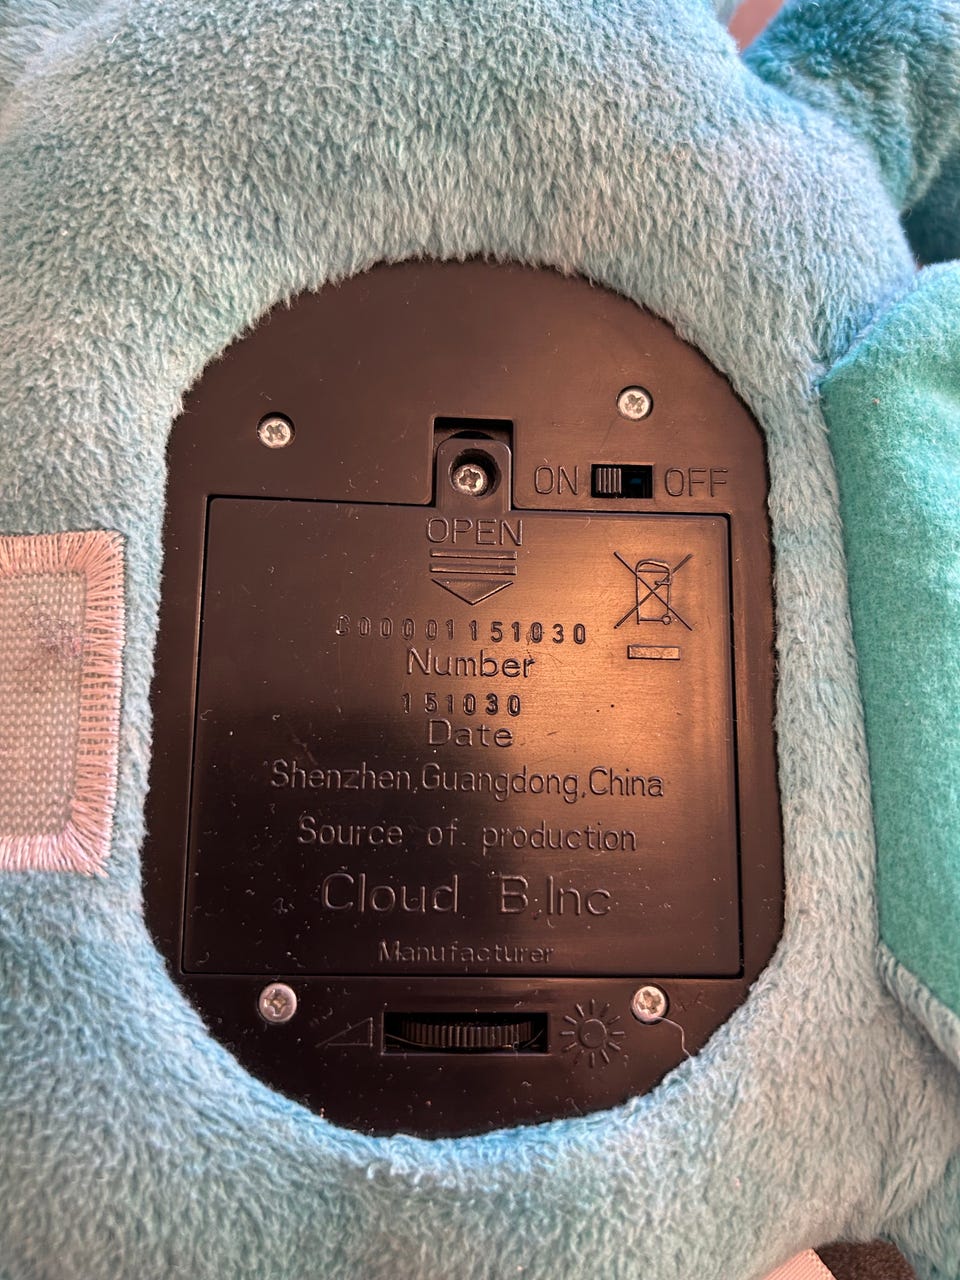 ON OFF
OPEN
C00001151030
Number
151030
Date
Shenzhen,Guangdong,China
Source of production
Cloud B,Inc
Manufacturer